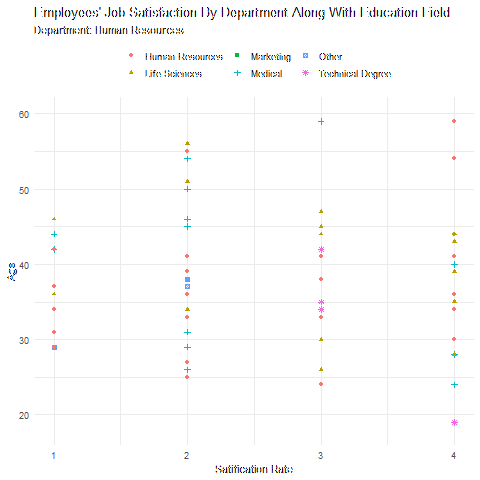 Employees' Job Satisfaction By Department Along With Education Field
Department: Human Resources
Human Resources Marketing Other
Life Sciences Medical Technical Degree
60
50
40
30
20
Age
1 2 3 4
Satification Rate